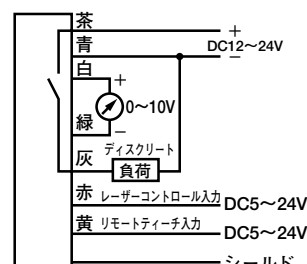 茶
+
青
DC12～24V
−
白
+
0～10V
緑
−
ディスクリート
灰
負荷
赤 レーザーコントロール入力 DC5～24V
黄 リモートティーチ入力 DC5～24V
シールド